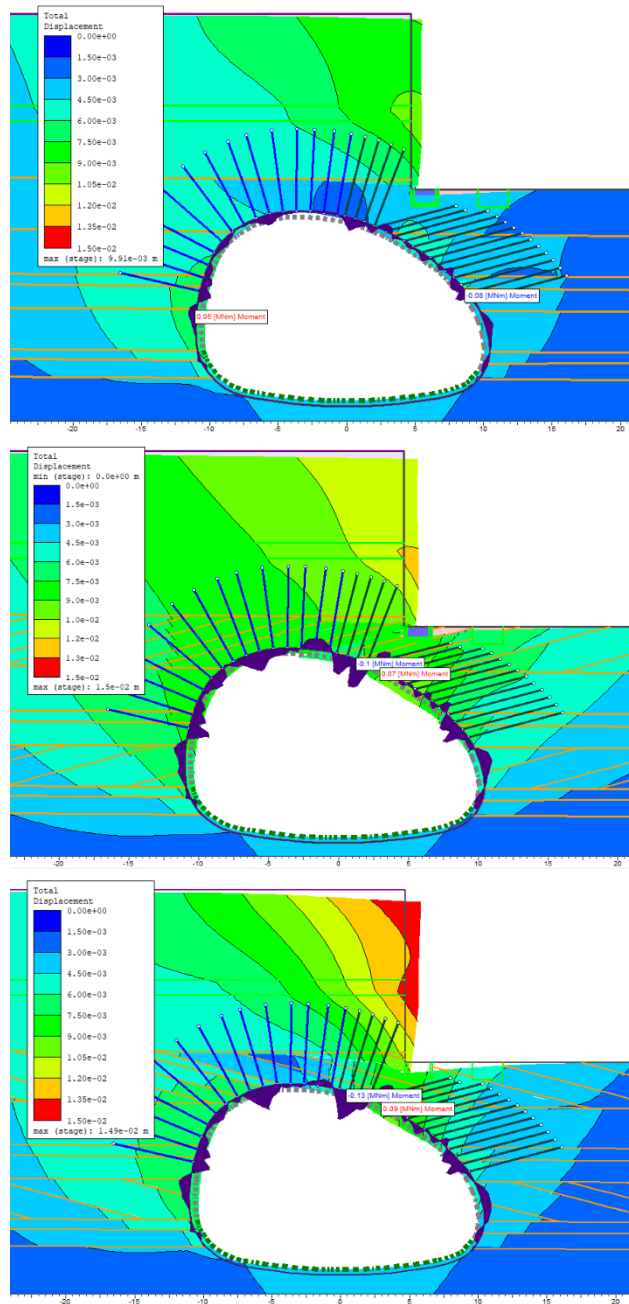 Total
Displacement
0.00e+00
1.50e-03
3.00e-03
4.50e-03
6.00e-03
7.50e-03
9.00e-03
1.05e-02
1.20e-02
1.35e-02
1.50e-02
max (stage): 9.91e-03 m
-0.08 [MNm] Moment
0.05 [MNm] Moment
-20 -15 -10 -5 0 5 10 15 20
Total
Displacement
min (stage): 0.0e+00 m
0.0e+00
1.5e-03
3.0e-03
4.5e-03
6.0e-03
7.5e-03
9.0e-03
1.0e-02
1.2e-02
1.3e-02
1.5e-02
max (stage): 1.5e-02 m
-0.1 [MNm] Moment
0.07 [MNm] Moment
-20 -15 -10 -5 0 5 10 15 20
Total
Displacement
0.00e+00
1.50e-03
3.00e-03
4.50e-03
6.00e-03
7.50e-03
9.00e-03
1.05e-02
1.20e-02
1.35e-02
1.50e-02
max (stage): 1.49e-02 m
-0.13 [MNm] Moment
0.09 [MNm] Moment
-20 -15 -10 -5 0 5 10 15 20